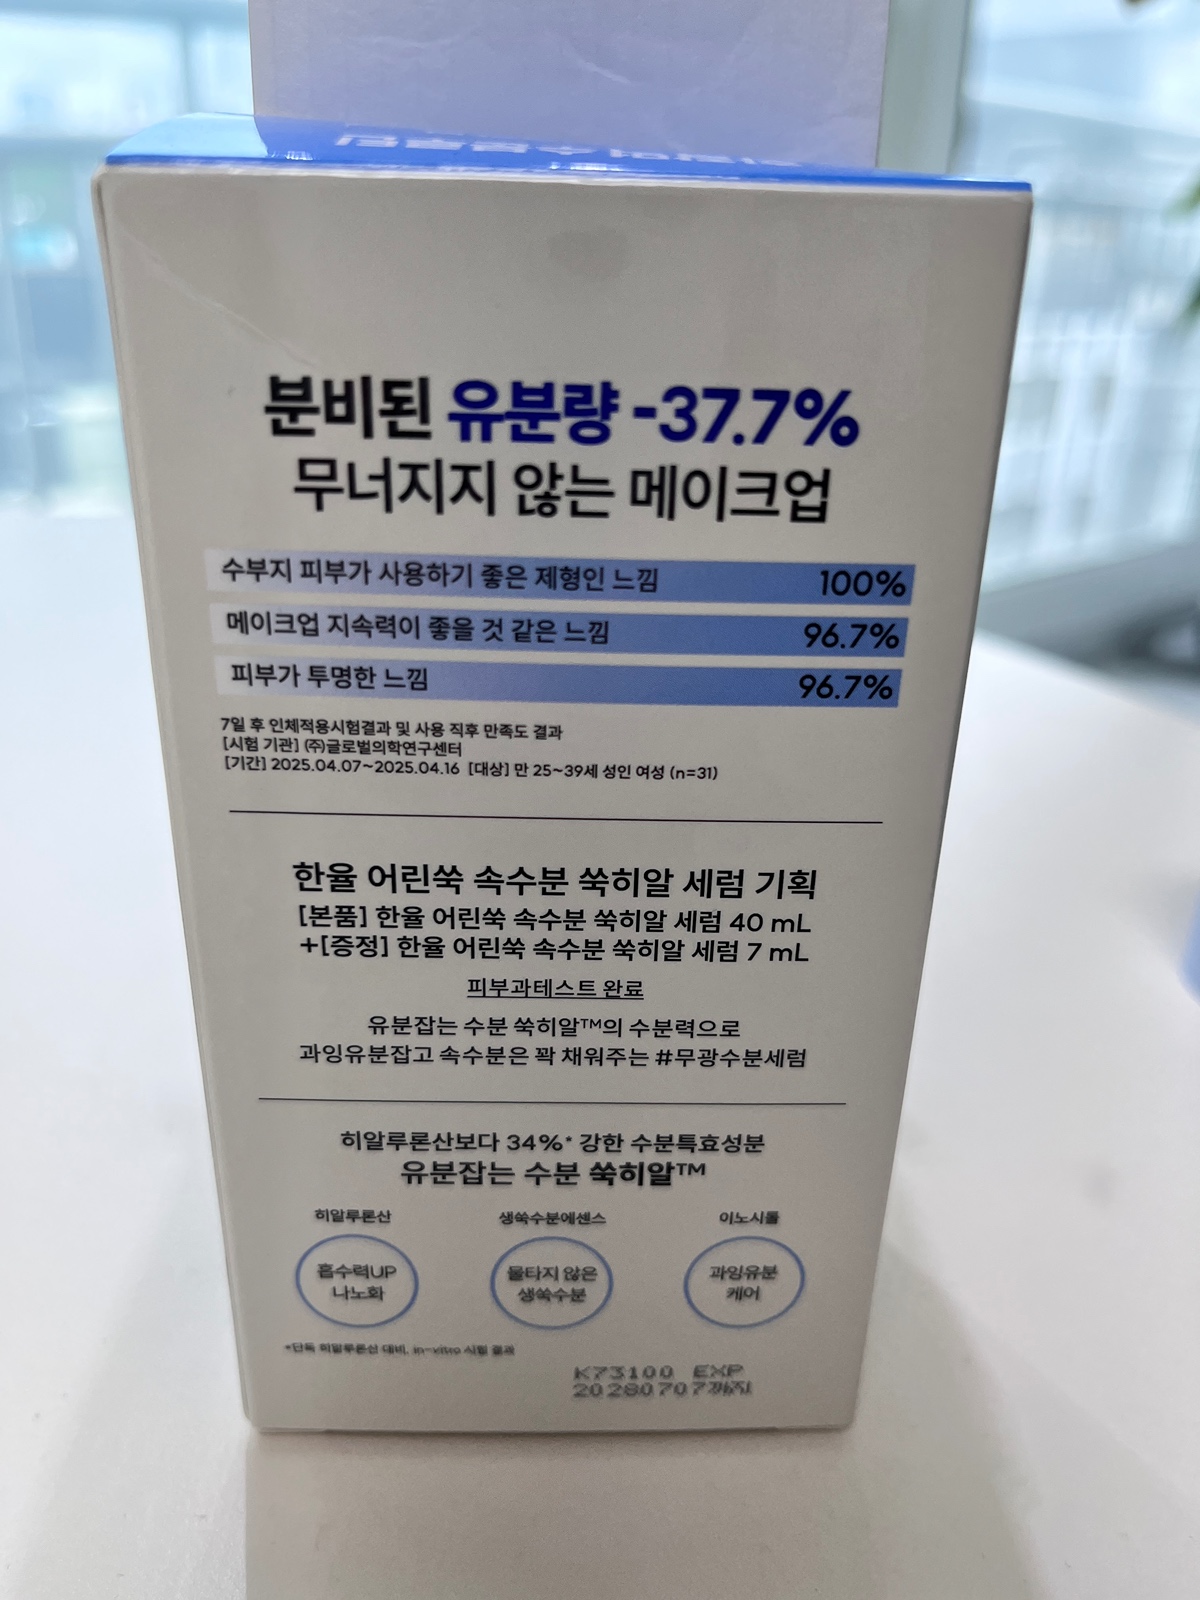 분비된 유분량 -37.7%
무너지지 않는 메이크업
수부지 피부가 사용하기 좋은 제형인 느낌 100%
메이크업 지속력이 좋을 것 같은 느낌 96.7%
피부가 투명한 느낌 96.7%
7일 후 인체적용시험결과 및 사용 직후 만족도 결과
[시험 기관] ㈜글로벌의학연구센터
[기간] 2025.04.07~2025.04.16 [대상] 만 25~39세 성인 여성 (n=31)
한율 어린쑥 속수분 쑥히알 세럼 기획
[본품] 한율 어린쑥 속수분 쑥히알 세럼 40 mL
+[증정] 한율 어린쑥 속수분 쑥히알 세럼 7 mL
피부과테스트 완료
유분잡는 수분 쑥히알™의 수분력으로
과잉유분잡고 속수분은 꽉 채워주는 #무광수분세럼
히알루론산보다 34%* 강한 수분특효성분
유분잡는 수분 쑥히알™
히알루론산 생쑥수분에센스 이노시톨
흡수력UP 물타지 않은 과잉유분
나노화 생쑥수분 케어
*단독 히알루론산 대비, in-vitro 시험 결과
K73100 EXP
20280707까지